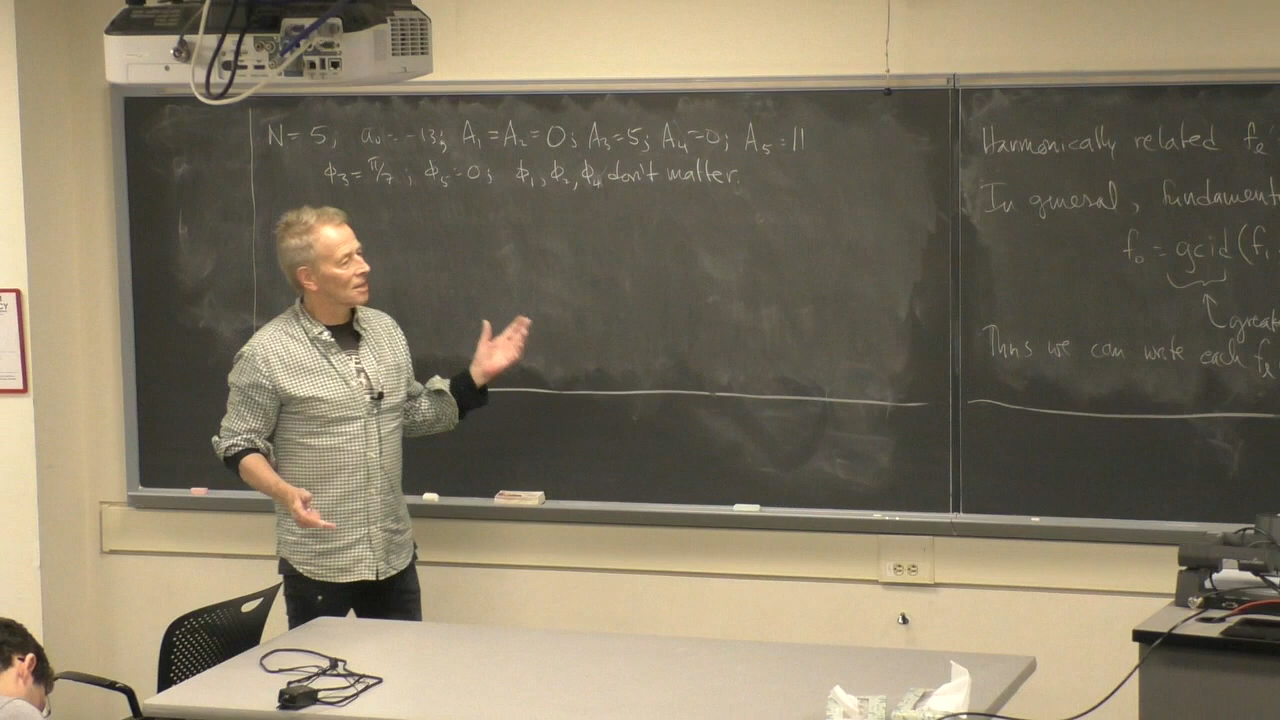 N = 5; a₀ = -13; A₁ = A₂ = 0; A₃ = 5; A₄ = 0; A₅ = 11
ϕ₃ = π/7; ϕ₅ = 0; ϕ₁, ϕ₂, ϕ₄ don't matter.
Harmonically related f
In general, fundament
f₀ = gcd (f₁
great
Thus we can write each f
CY